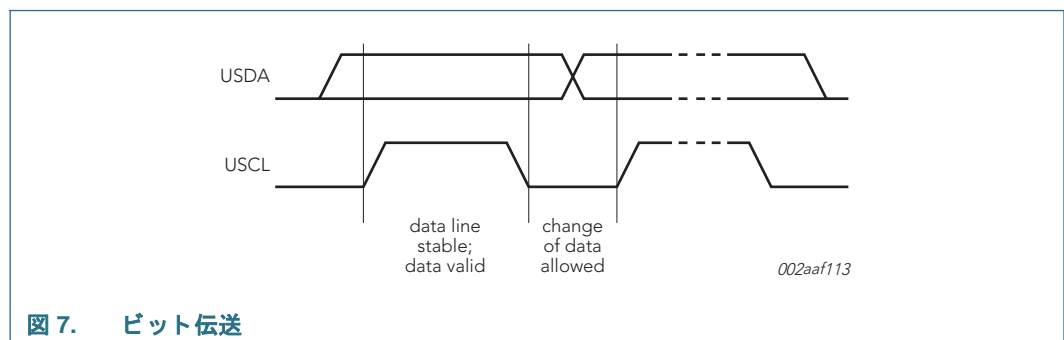 USDA
USCL
data line
stable;
data valid
change
of data
allowed
002aaf113
図 7. ビット伝送